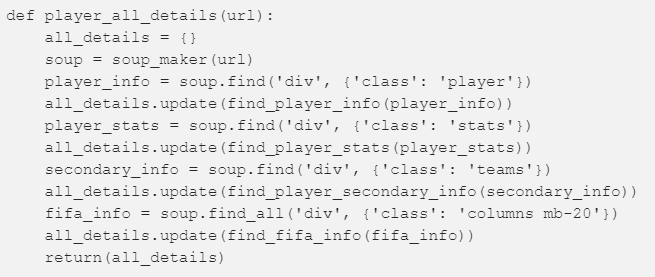 def player_all_details(url):
    all_details = {}
    soup = soup_maker(url)
    player_info = soup.find('div', {'class': 'player'})
    all_details.update(find_player_info(player_info))
    player_stats = soup.find('div', {'class': 'stats'})
    all_details.update(find_player_stats(player_stats))
    secondary_info = soup.find('div', {'class': 'teams'})
    all_details.update(find_player_secondary_info(secondary_info))
    fifa_info = soup.find_all('div', {'class': 'columns mb-20'})
    all_details.update(find_fifa_info(fifa_info))
    return(all_details)